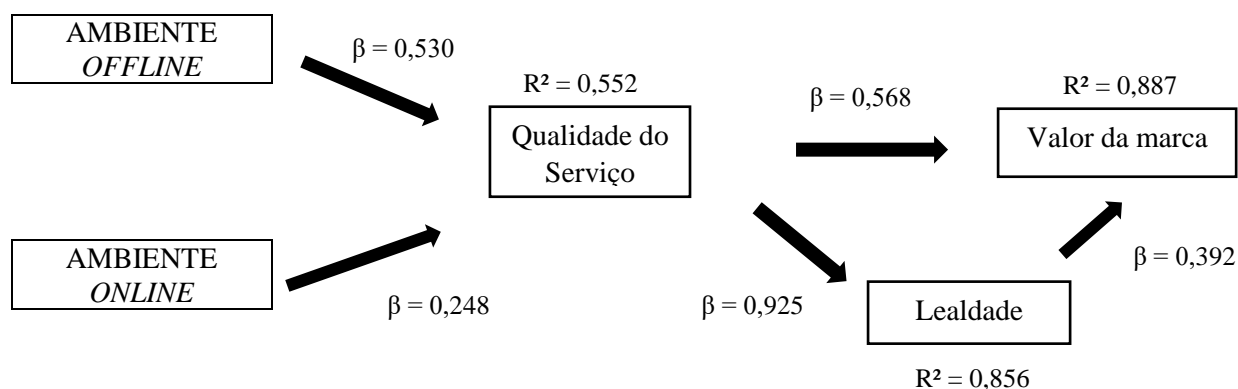 AMBIENTE
OFFLINE
β = 0,530
R² = 0,552
Qualidade do
Serviço
β = 0,568
R² = 0,887
Valor da marca
AMBIENTE
ONLINE
β = 0,248
β = 0,925
Lealdade
β = 0,392
R² = 0,856